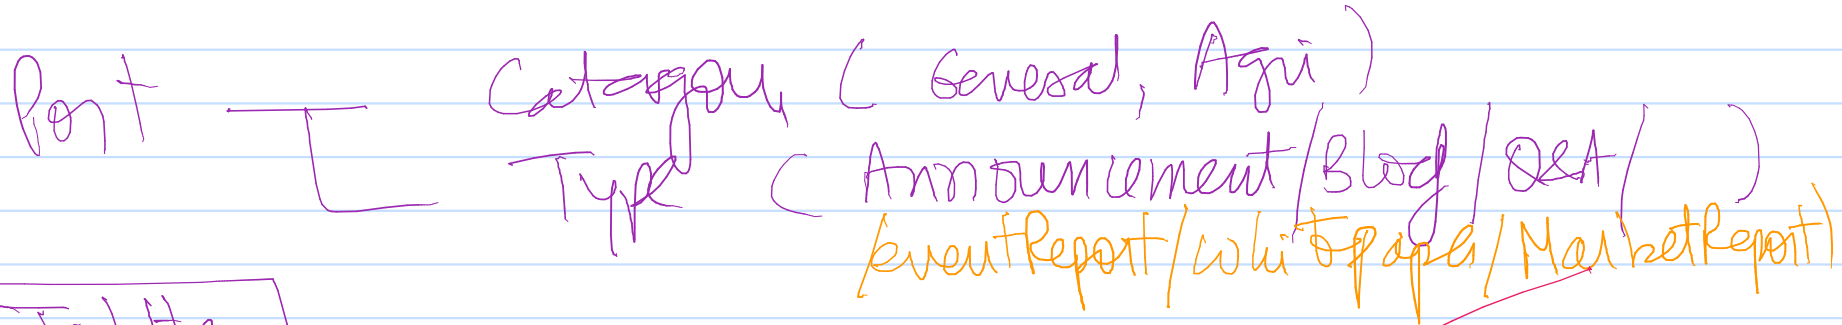 Post Category, ( General, Agri )
Type ( Announcement/Blog/Q&A/ )
/eventReport/whitepaper/MarketReport)